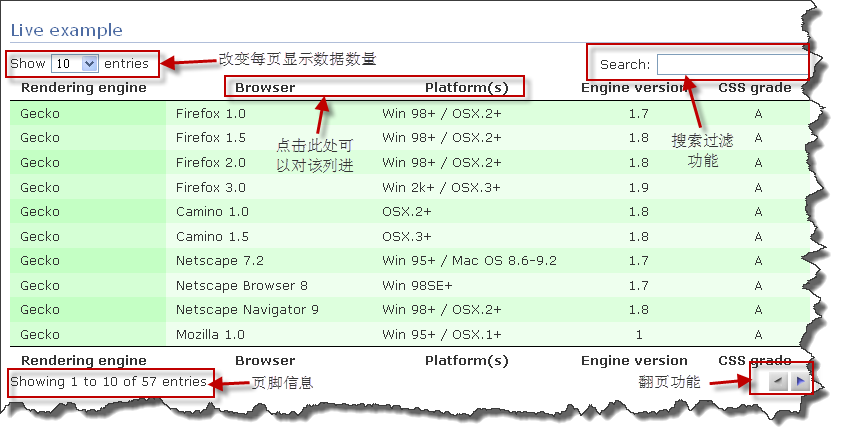 Live example
Show 10 entries 改变每页显示数据数量 Search:
Rendering engine Browser Platform(s) Engine version CSS grade
Gecko Firefox 1.0 Win 98+ / OSX.2+ 1.7 A
Gecko Firefox 1.5 Win 98+ / OSX.2+ 1.8 A
Gecko Firefox 2.0 Win 98+ / OSX.2+ 1.8 A
Gecko Firefox 3.0 Win 2k+ / OSX.3+ 1.9 A
Gecko Camino 1.0 OSX.2+ 1.8 A
Gecko Camino 1.5 OSX.3+ 1.8 A
Gecko Netscape 7.2 Win 95+ / Mac OS 8.6-9.2 1.7 A
Gecko Netscape Browser 8 Win 98SE+ 1.7 A
Gecko Netscape Navigator 9 Win 98+ / OSX.2+ 1.8 A
Gecko Mozilla 1.0 Win 95+ / OSX.1+ 1 A
点击此处可
以对该列进
搜索过滤
功能
Rendering engine Browser Platform(s) Engine version CSS grade
Showing 1 to 10 of 57 entries 页脚信息 翻页功能